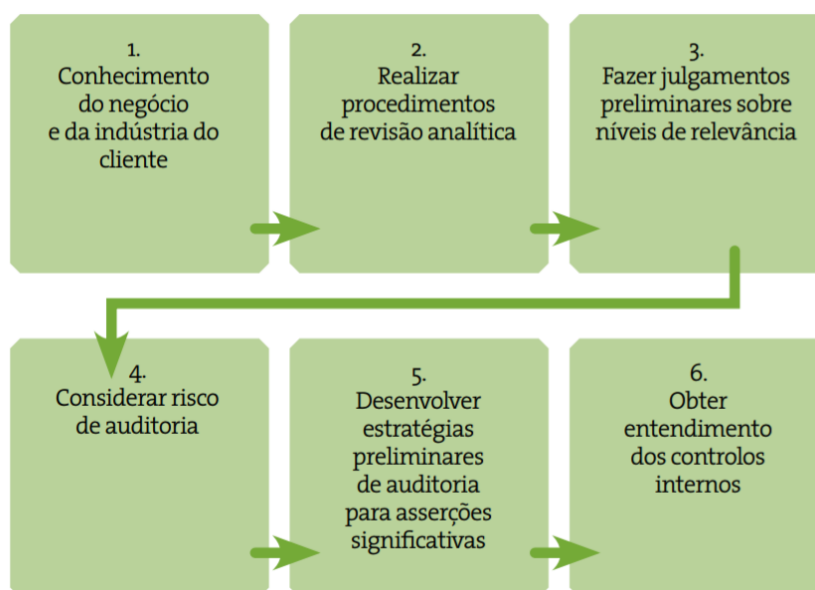 1.
Conhecimento
do negócio
e da indústria do
cliente
2.
Realizar
procedimentos
de revisão analítica
3.
Fazer julgamentos
preliminares sobre
níveis de relevância
4.
Considerar risco
de auditoria
5.
Desenvolver
estratégias
preliminares
de auditoria
para asserções
significativas
6.
Obter
entendimento
dos controlos
internos